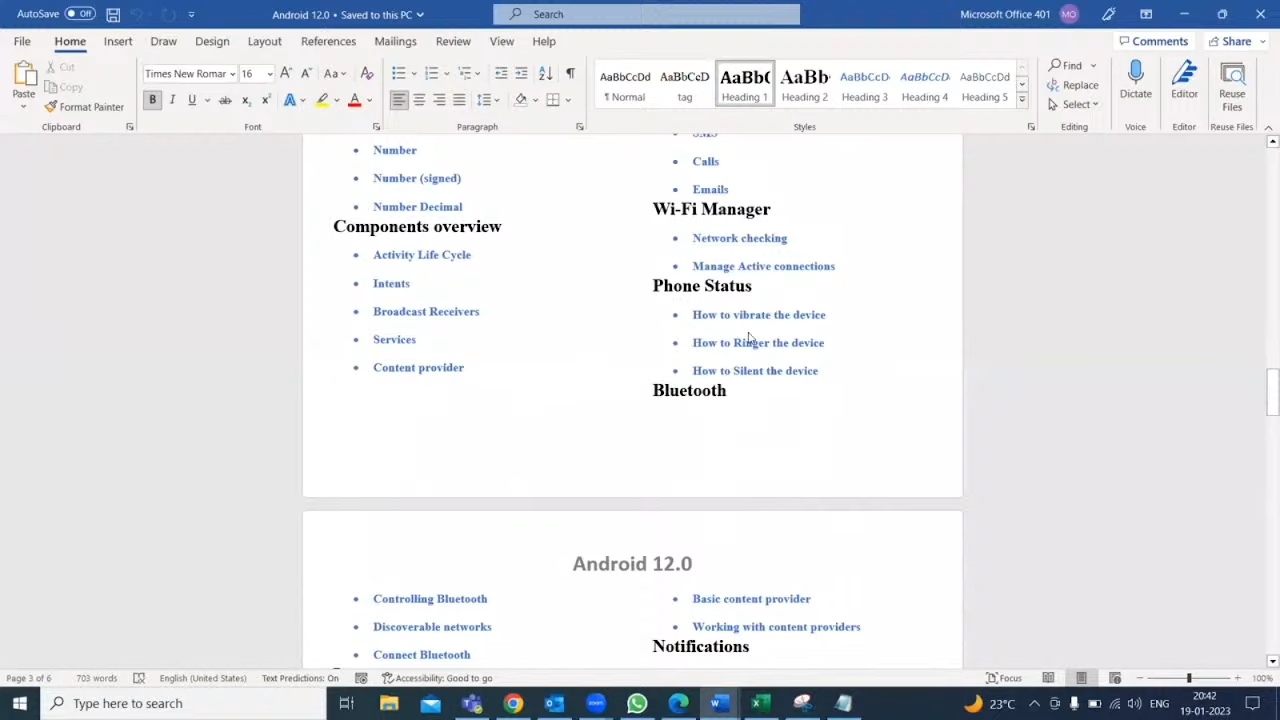 AutoSave Off
Android 12.0 • Saved to this PC
Search
Microsoft Office 401
MO
File Home Insert Draw Design Layout References Mailings Review View Help
Comments
Share
Paste
Cut
Copy
Format Painter
Clipboard
Times New Romar
16
Font
Paragraph
AaBbCcDd AaBbCcD AaBb( AaBb AaBbCcD AaBbCcD AaBbCcDd
¶ Normal tag Heading 1 Heading 2 Heading 3 Heading 4 Heading 5
Styles
Find
Replace
Select
Editing
Dictate
Voice
Editor
Editor
Reuse Files
Reuse Files
• Number
• Number (signed)
• Number Decimal
Components overview
• Activity Life Cycle
• Intents
• Broadcast Receivers
• Services
• Content provider
• SMS
• Calls
• Emails
Wi-Fi Manager
• Network checking
• Manage Active connections
Phone Status
• How to vibrate the device
• How to Ringer the device
• How to Silent the device
Bluetooth
Android 12.0
• Controlling Bluetooth
• Discoverable networks
• Connect Bluetooth
• Basic content provider
• Working with content providers
Notifications
Page 3 of 6 703 words English (United States) Text Predictions: On Accessibility: Good to go Focus 100%
Type here to search
23°C
ENG
20:42
19-01-2023